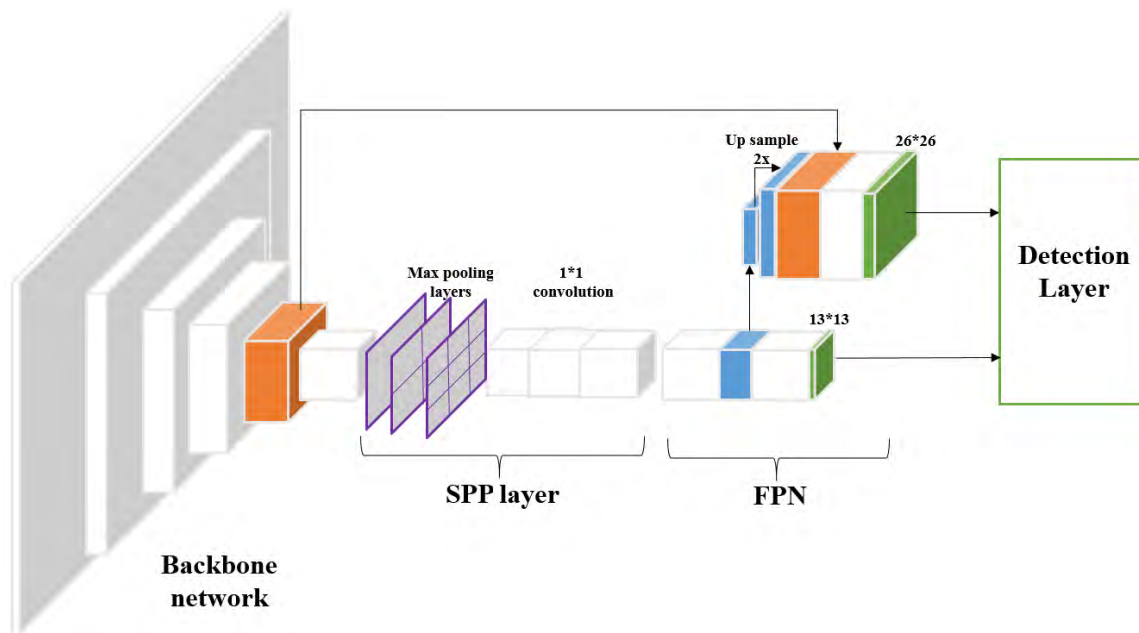 Up sample
2x
26*26
Max pooling
layers
1*1
convolution
13*13
Detection
Layer
SPP layer
FPN
Backbone
network